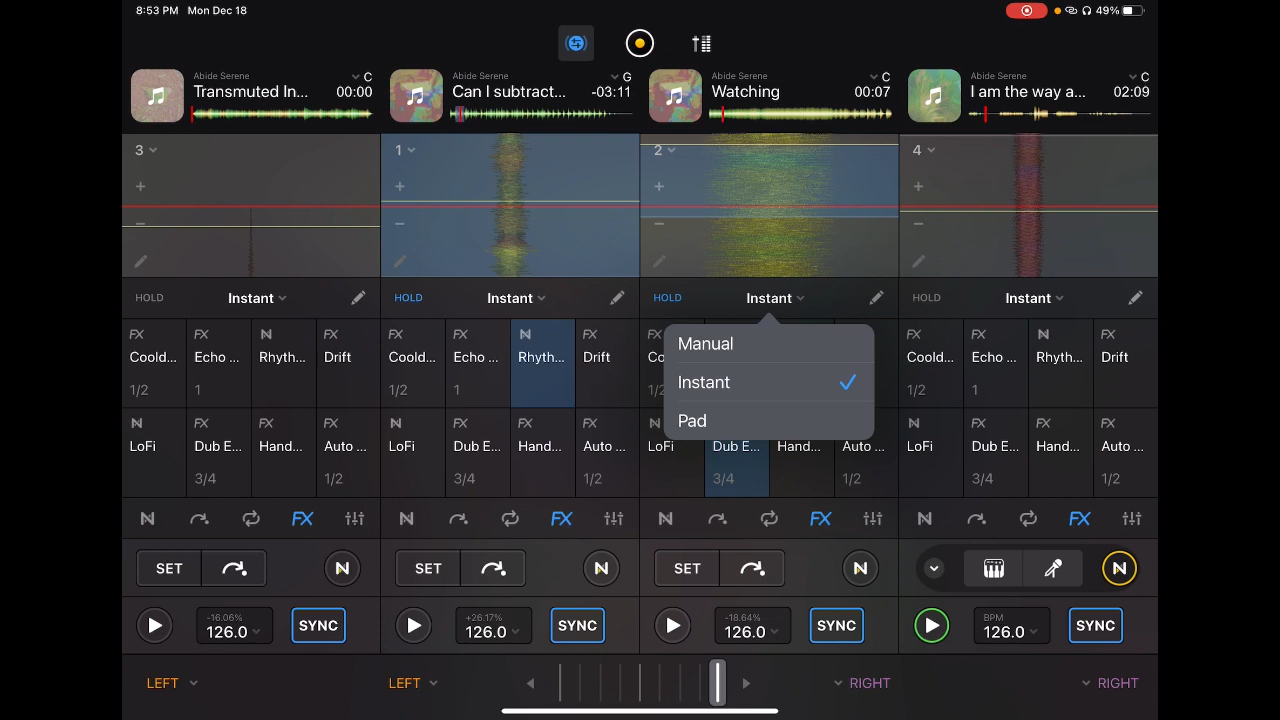 8:53 PM Mon Dec 18
49%
Abide Serene C
Transmuted In... 00:00
Abide Serene G
Can I subtract... -03:11
Abide Serene C
Watching 00:07
Abide Serene C
I am the way a... 02:09
3 1 2 4
HOLD Instant
HOLD Instant
HOLD Instant
HOLD Instant
Manual
Instant
Pad
FX FX N FX
Coold... Echo ... Rhyth... Drift
1/2 1
FX FX N FX
Coold... Echo ... Rhyth... Drift
1/2 1
Co
FX FX N FX
Coold... Echo ... Rhyth... Drift
1/2 1
N FX FX FX
LoFi Dub E... Hand... Auto ...
3/4 1/2
N FX FX FX
LoFi Dub E... Hand... Auto ...
3/4 1/2
LoFi Dub E... Hand... Auto ...
3/4 1/2
N FX FX FX
LoFi Dub E... Hand... Auto ...
3/4 1/2
N FX
N FX
N FX
N FX
SET N
SET N
SET N
N
-16.06%
126.0 SYNC
+26.17%
126.0 SYNC
-18.64%
126.0 SYNC
BPM
126.0 SYNC
LEFT LEFT RIGHT RIGHT